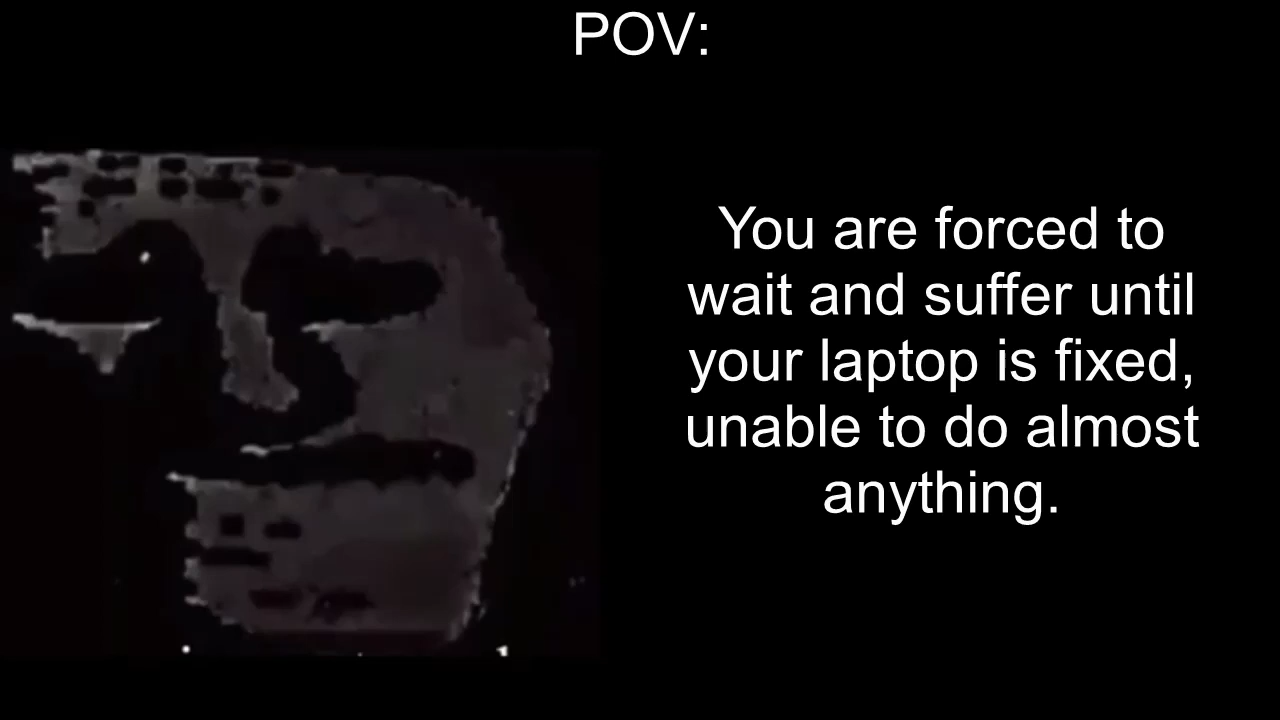 POV:
You are forced to
wait and suffer until
your laptop is fixed,
unable to do almost
anything.